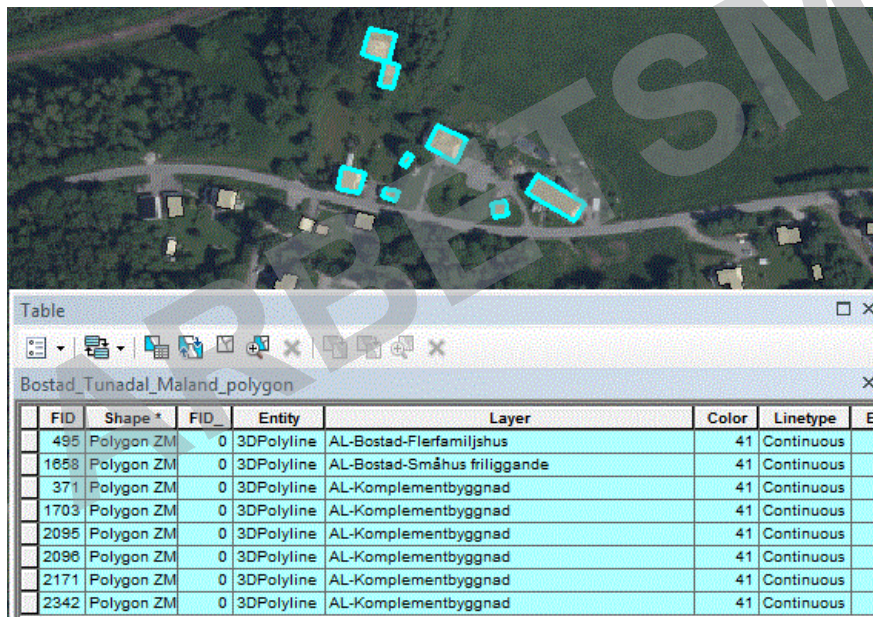 Table
Bostad_Tunadal_Maland_polygon
FID Shape * FID_ Entity Layer Color Linetype E
495 Polygon ZM 0 3DPolyline AL-Bostad-Flerfamiljshus 41 Continuous
1658 Polygon ZM 0 3DPolyline AL-Bostad-Småhus friliggande 41 Continuous
371 Polygon ZM 0 3DPolyline AL-Komplementbyggnad 41 Continuous
1703 Polygon ZM 0 3DPolyline AL-Komplementbyggnad 41 Continuous
2095 Polygon ZM 0 3DPolyline AL-Komplementbyggnad 41 Continuous
2096 Polygon ZM 0 3DPolyline AL-Komplementbyggnad 41 Continuous
2171 Polygon ZM 0 3DPolyline AL-Komplementbyggnad 41 Continuous
2342 Polygon ZM 0 3DPolyline AL-Komplementbyggnad 41 Continuous
ARBETSM